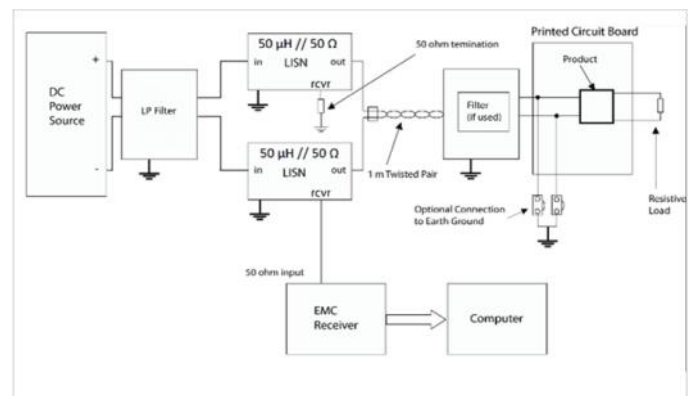 DC
Power
Source
+
-
LP Filter
50 µH // 50 Ω
in LISN out
rcvr
50 ohm temination
50 µH // 50 Ω
in LISN out
rcvr
1 m Twisted Pair
Filter
(if used)
Printed Circuit Board
Product
Optional Connection
to Earth Ground
Resistive
Load
50 ohm input
EMC
Receiver
Computer